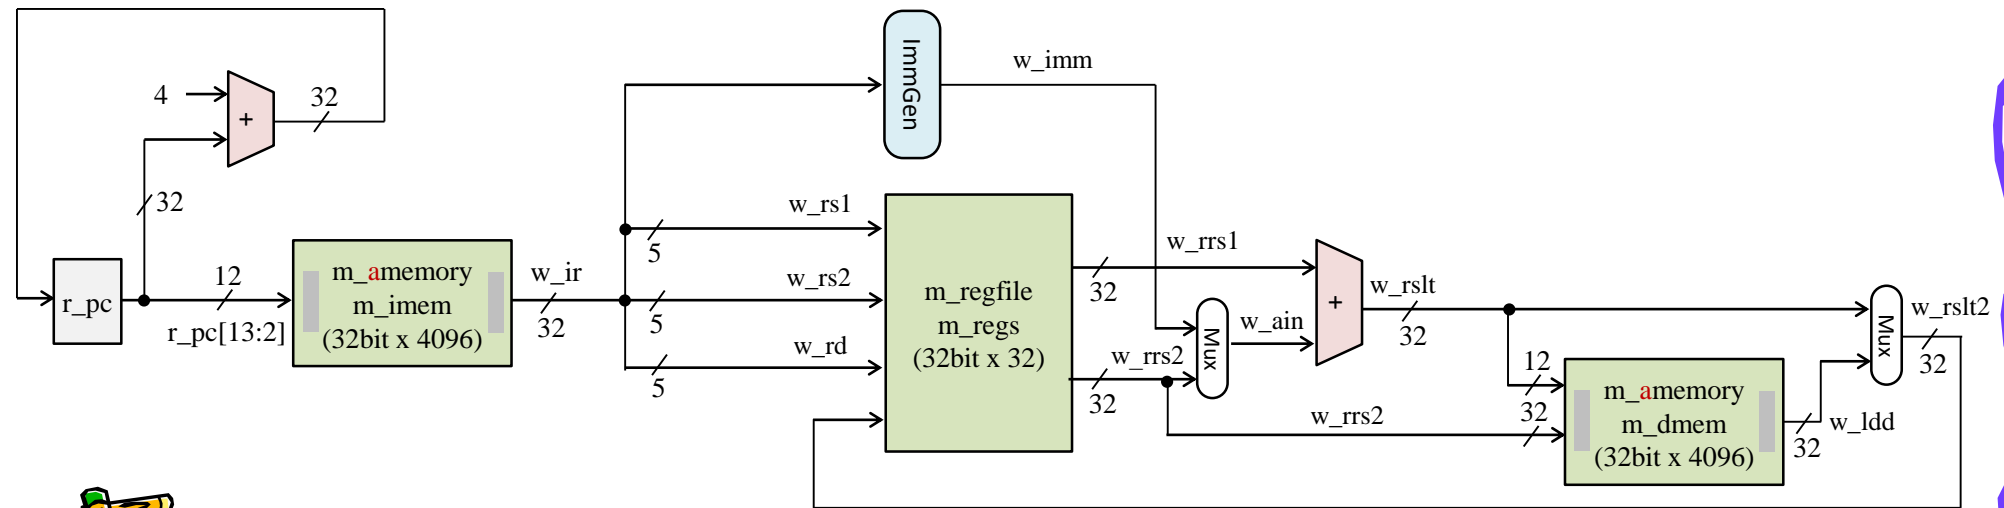 4
+
32
32
r_pc
12
r_pc[13:2]
m_amemory
m_imem
(32bit x 4096)
w_ir
32
ImmGen
w_imm
w_rs1
5
w_rs2
5
w_rd
5
m_regfile
m_regs
(32bit x 32)
w_rrs1
32
w_rrs2
32
Mux
w_ain
+
w_rslt
32
w_rrs2
12
32
m_amemory
m_dmem
(32bit x 4096)
32
w_ldd
Mux
w_rslt2
32